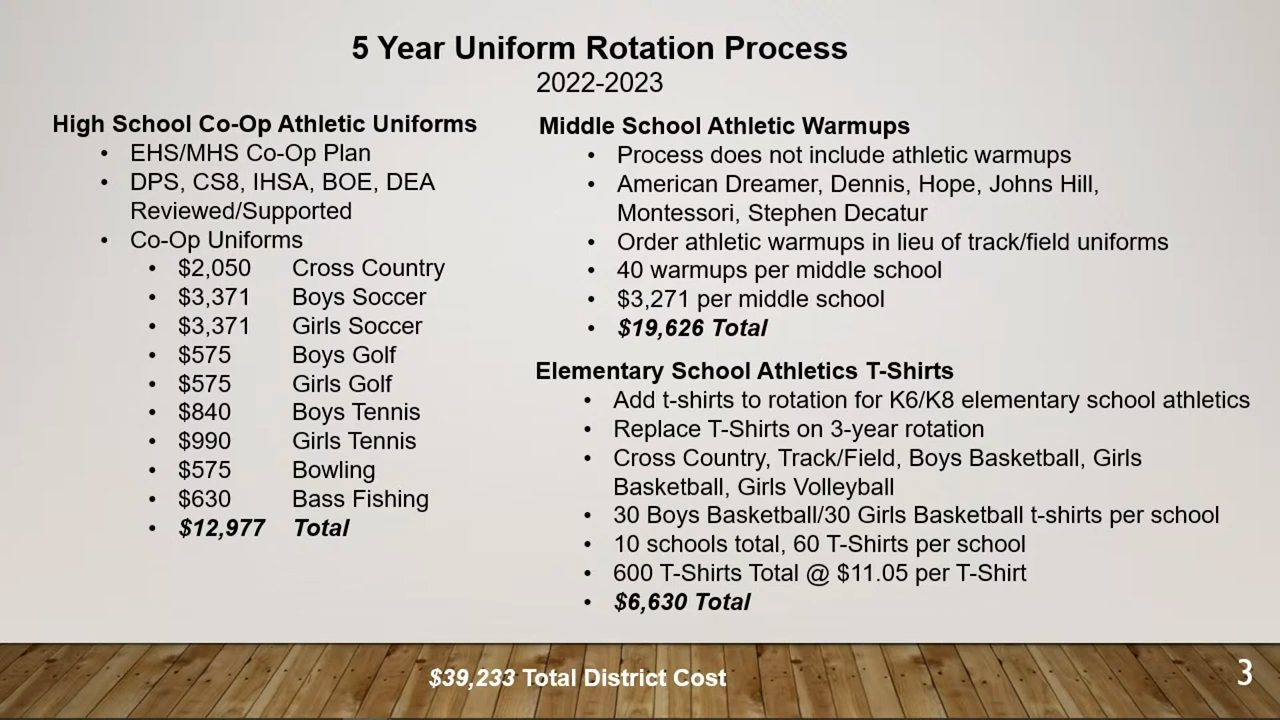 5 Year Uniform Rotation Process
2022-2023
High School Co-Op Athletic Uniforms
• EHS/MHS Co-Op Plan
• DPS, CS8, IHSA, BOE, DEA
Reviewed/Supported
• Co-Op Uniforms
• $2,050 Cross Country
• $3,371 Boys Soccer
• $3,371 Girls Soccer
• $575 Boys Golf
• $575 Girls Golf
• $840 Boys Tennis
• $990 Girls Tennis
• $575 Bowling
• $630 Bass Fishing
• $12,977 Total
Middle School Athletic Warmups
• Process does not include athletic warmups
• American Dreamer, Dennis, Hope, Johns Hill,
Montessori, Stephen Decatur
• Order athletic warmups in lieu of track/field uniforms
• 40 warmups per middle school
• $3,271 per middle school
• $19,626 Total
Elementary School Athletics T-Shirts
• Add t-shirts to rotation for K6/K8 elementary school athletics
• Replace T-Shirts on 3-year rotation
• Cross Country, Track/Field, Boys Basketball, Girls
Basketball, Girls Volleyball
• 30 Boys Basketball/30 Girls Basketball t-shirts per school
• 10 schools total, 60 T-Shirts per school
• 600 T-Shirts Total @ $11.05 per T-Shirt
• $6,630 Total
$39,233 Total District Cost
3